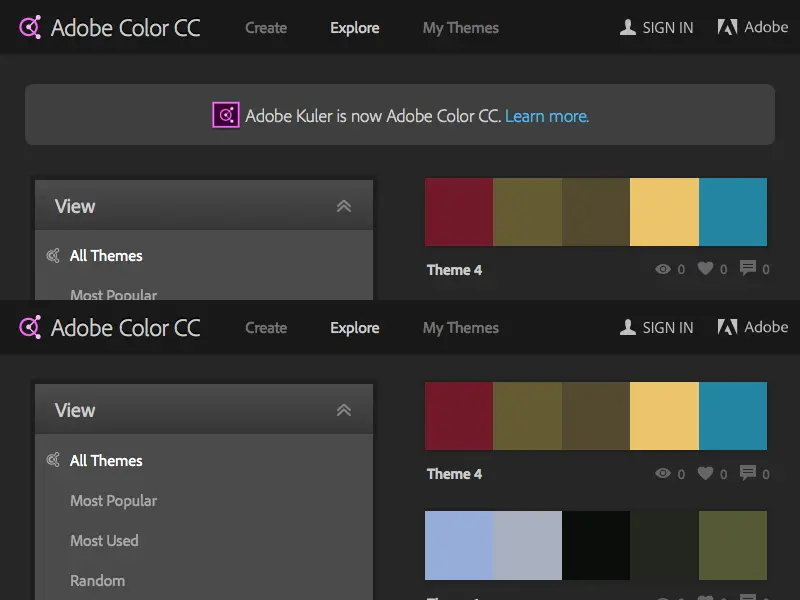 Adobe Color CC Create Explore My Themes SIGN IN Adobe
Adobe Kuler is now Adobe Color CC. Learn more.
View
All Themes
Most Popular
Theme 4 0 0 0
Adobe Color CC Create Explore My Themes SIGN IN Adobe
View
All Themes
Theme 4 0 0 0
Most Popular
Most Used
Random